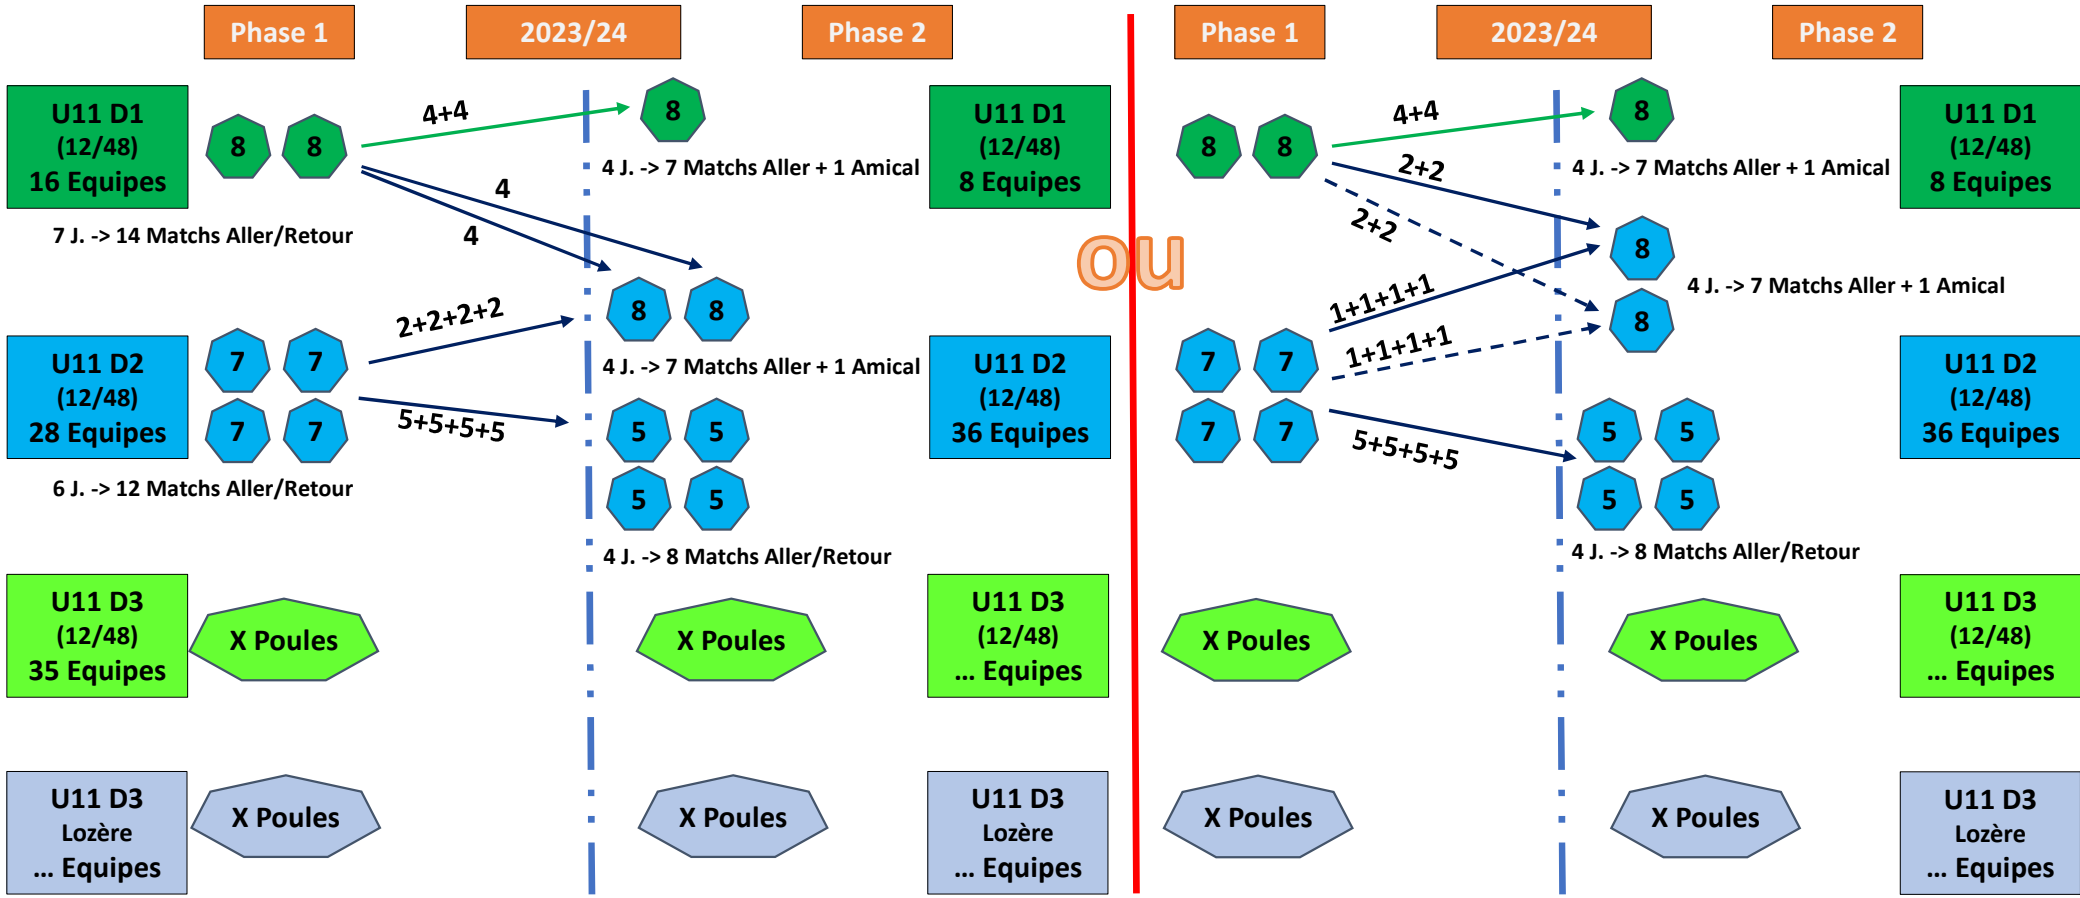 Phase 1
2023/24
Phase 2
U11 D1
(12/48)
16 Equipes
8
8
4+4
8
4 J. -> 7 Matchs Aller + 1 Amical
4
4
7 J. -> 14 Matchs Aller/Retour
U11 D1
(12/48)
8 Equipes
8
8
4 J. -> 7 Matchs Aller + 1 Amical
U11 D2
(12/48)
28 Equipes
7
7
7
7
2+2+2+2
5+5+5+5
6 J. -> 12 Matchs Aller/Retour
5
5
5
5
4 J. -> 8 Matchs Aller/Retour
U11 D2
(12/48)
36 Equipes
U11 D3
(12/48)
35 Equipes
X Poules
X Poules
U11 D3
(12/48)
... Equipes
U11 D3
Lozère
... Equipes
X Poules
X Poules
U11 D3
Lozère
... Equipes
ou
Phase 1
2023/24
Phase 2
8
8
4+4
8
4 J. -> 7 Matchs Aller + 1 Amical
2+2
2+2
U11 D1
(12/48)
8 Equipes
8
4 J. -> 7 Matchs Aller + 1 Amical
8
1+1+1+1
1+1+1+1
7
7
7
7
5+5+5+5
5
5
5
5
4 J. -> 8 Matchs Aller/Retour
U11 D2
(12/48)
36 Equipes
X Poules
X Poules
U11 D3
(12/48)
... Equipes
X Poules
X Poules
U11 D3
Lozère
... Equipes